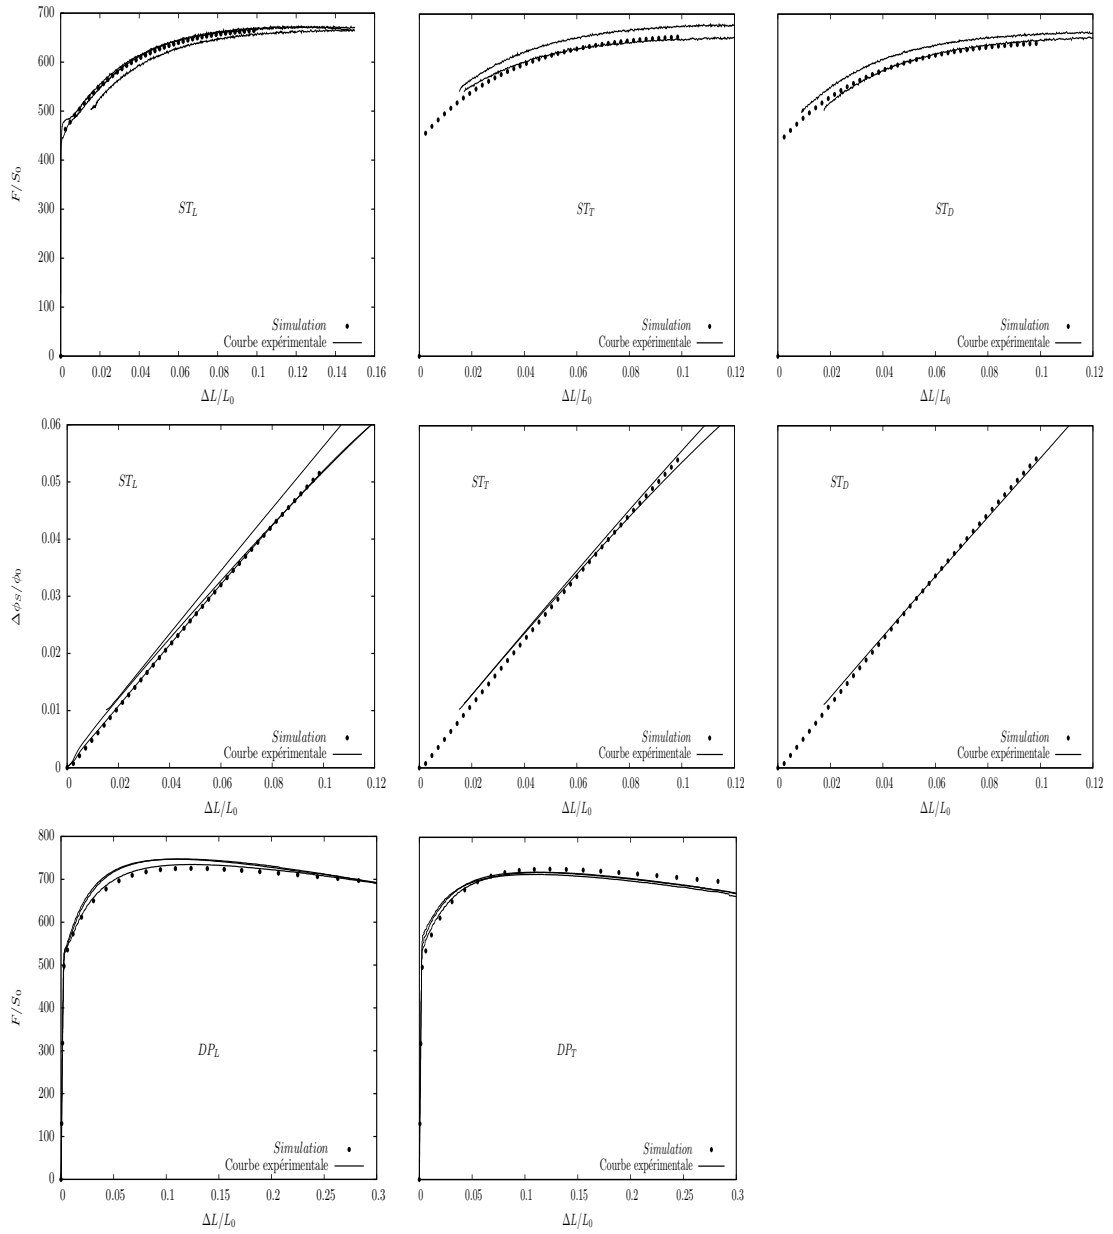 700
600
500
400
300
200
100
0
F/S₀
ST_L
Simulation
Courbe expérimentale
0 0.02 0.04 0.06 0.08 0.1 0.12 0.14 0.16
ΔL/L₀
ST_T
Simulation
Courbe expérimentale
0 0.02 0.04 0.06 0.08 0.1 0.12
ΔL/L₀
ST_D
Simulation
Courbe expérimentale
0 0.02 0.04 0.06 0.08 0.1 0.12
ΔL/L₀
0.06
0.05
0.04
0.03
0.02
0.01
0
Δϕ_S/ϕ₀
ST_L
Simulation
Courbe expérimentale
0 0.02 0.04 0.06 0.08 0.1 0.12
ΔL/L₀
ST_T
Simulation
Courbe expérimentale
0 0.02 0.04 0.06 0.08 0.1 0.12
ΔL/L₀
ST_D
Simulation
Courbe expérimentale
0 0.02 0.04 0.06 0.08 0.1 0.12
ΔL/L₀
800
700
600
500
400
300
200
100
0
F/S₀
DP_L
Simulation
Courbe expérimentale
0 0.05 0.1 0.15 0.2 0.25 0.3
ΔL/L₀
DP_T
Simulation
Courbe expérimentale
0 0.05 0.1 0.15 0.2 0.25 0.3
ΔL/L₀